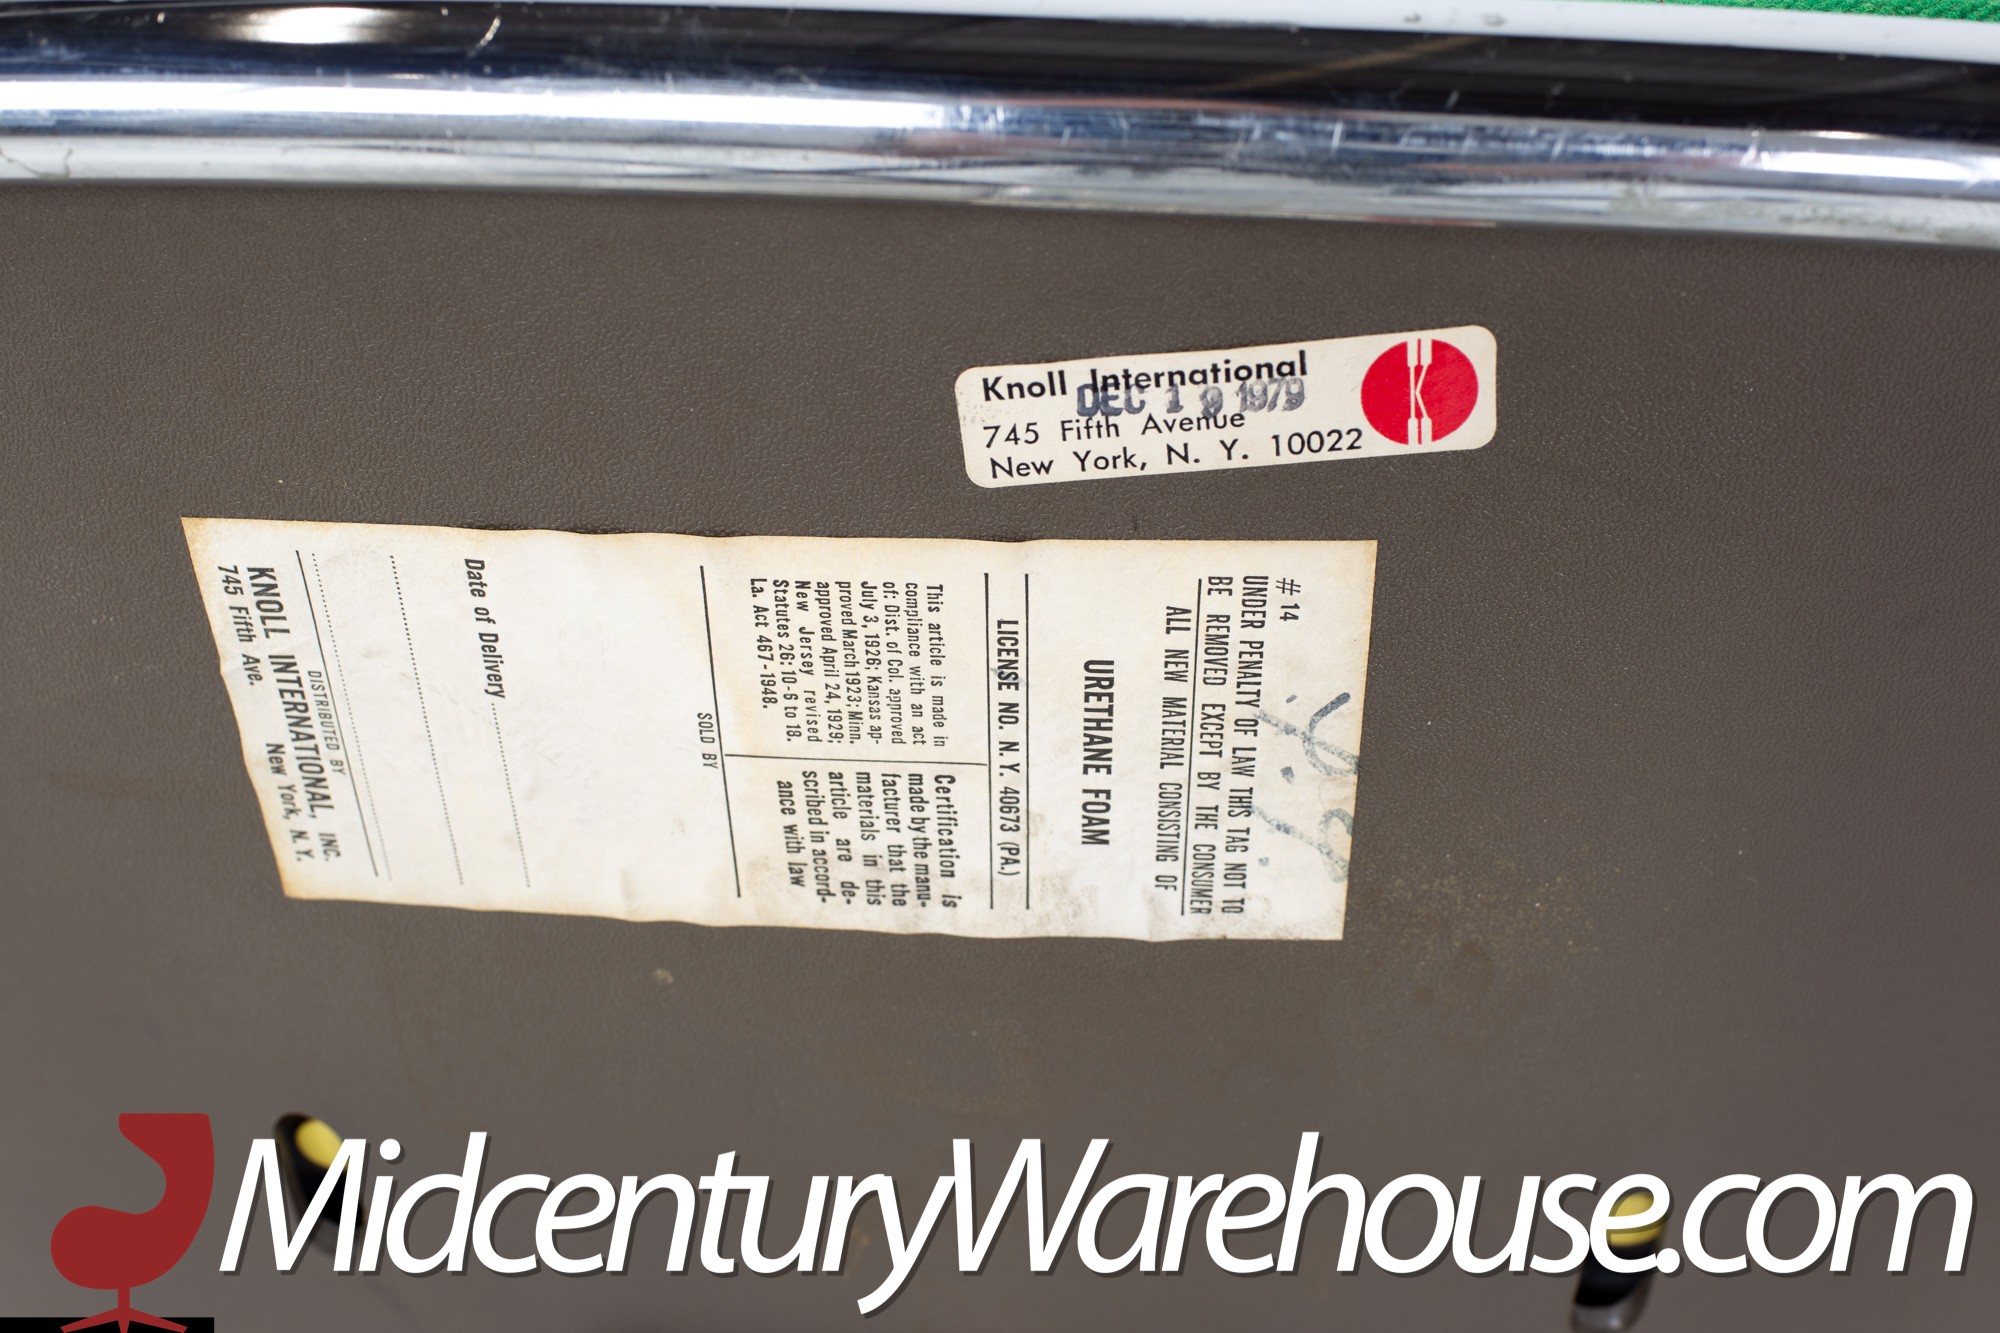 Knoll International
DEC 19 1979
745 Fifth Avenue
New York, N. Y. 10022
K
# 14
UNDER PENALTY OF LAW THIS TAG NOT TO
BE REMOVED EXCEPT BY THE CONSUMER
ALL NEW MATERIAL CONSISTING OF
URETHANE FOAM
LICENSE NO. N. Y. 40673 (PA.)
This article is made in
compliance with an act
of: Dist. of Col. approved
July 3, 1926; Kansas ap-
proved March 1923; Minn.
approved April 24, 1929;
New Jersey revised
Statutes 26:10-6 to 18.
La. Act 467-1948.
Certification is
made by the manu-
facturer that the
materials in this
article are de-
scribed in accord-
ance with law
SOLD BY
Date of Delivery
DISTRIBUTED BY
KNOLL INTERNATIONAL, INC.
745 Fifth Ave. New York, N. Y.
MidcenturyWarehouse.com